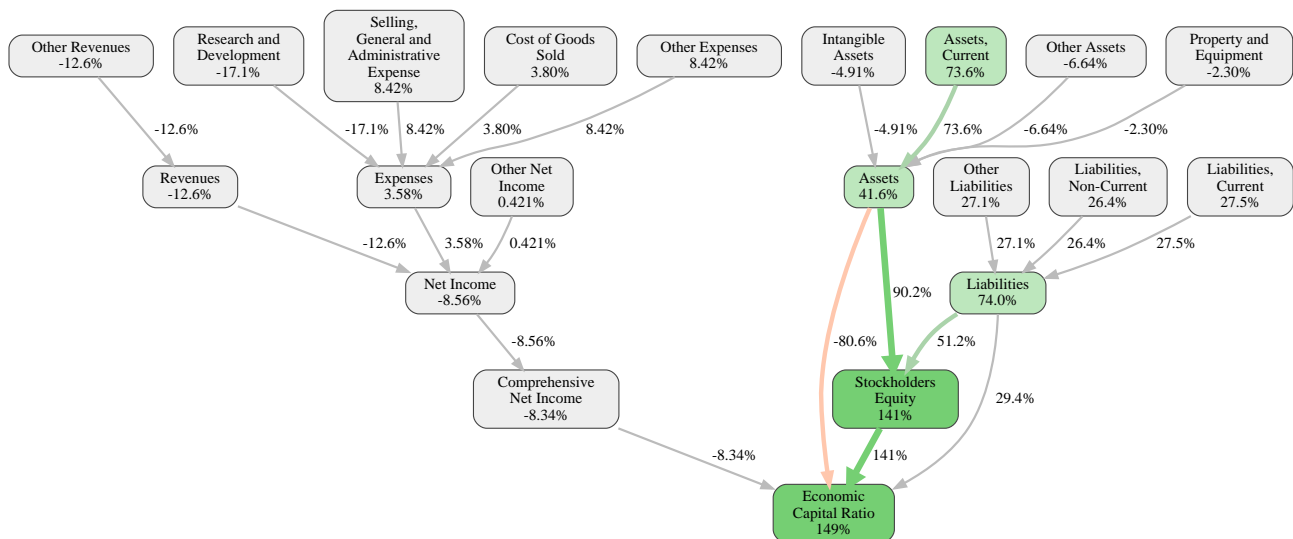 Other Revenues
-12.6%
Research and
Development
-17.1%
Selling,
General and
Administrative
Expense
8.42%
Cost of Goods
Sold
3.80%
Other Expenses
8.42%
Intangible
Assets
-4.91%
Assets,
Current
73.6%
Other Assets
-6.64%
Property and
Equipment
-2.30%
-12.6%
-17.1%
8.42%
3.80%
8.42%
-4.91%
73.6%
-6.64%
-2.30%
Revenues
-12.6%
Expenses
3.58%
Other Net
Income
0.421%
Assets
41.6%
Other
Liabilities
27.1%
Liabilities,
Non-Current
26.4%
Liabilities,
Current
27.5%
-12.6%
3.58%
0.421%
27.1%
26.4%
27.5%
Net Income
-8.56%
90.2%
Liabilities
74.0%
-8.56%
-80.6%
51.2%
Comprehensive
Net Income
-8.34%
Stockholders
Equity
141%
29.4%
-8.34%
141%
Economic
Capital Ratio
149%